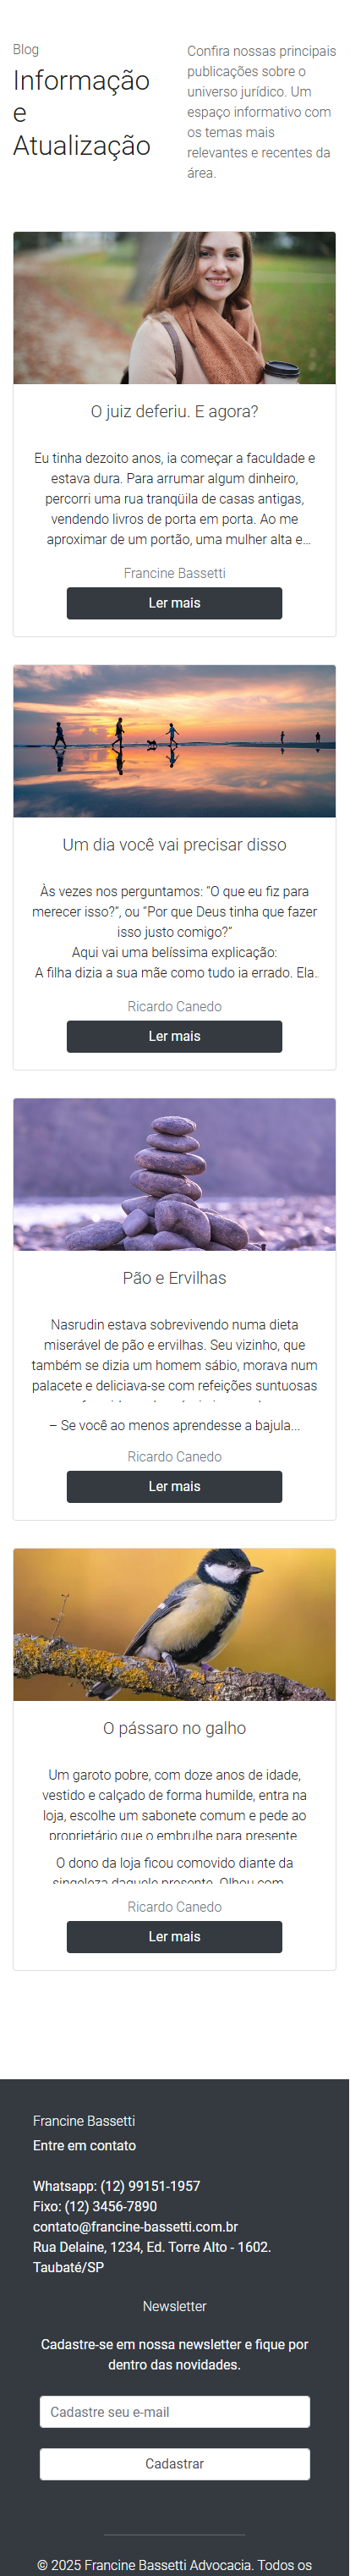 Blog
Informação
e
Atualização
Confira nossas principais
publicações sobre o
universo jurídico. Um
espaço informativo com
os temas mais
relevantes e recentes da
área.
O juiz deferiu. E agora?
Eu tinha dezoito anos, ia começar a faculdade e
estava dura. Para arrumar algum dinheiro,
percorri uma rua tranqüila de casas antigas,
vendendo livros de porta em porta. Ao me
aproximar de um portão, uma mulher alta e...
Francine Bassetti
Ler mais
Um dia você vai precisar disso
Às vezes nos perguntamos: “O que eu fiz para
merecer isso?”, ou “Por que Deus tinha que fazer
isso justo comigo?”
Aqui vai uma belíssima explicação:
A filha dizia a sua mãe como tudo ia errado. Ela.
Ricardo Canedo
Ler mais
Pão e Ervilhas
Nasrudin estava sobrevivendo numa dieta
miserável de pão e ervilhas. Seu vizinho, que
também se dizia um homem sábio, morava num
palacete e deliciava-se com refeições suntuosas
– Se você ao menos aprendesse a bajula...
Ricardo Canedo
Ler mais
O pássaro no galho
Um garoto pobre, com doze anos de idade,
vestido e calçado de forma humilde, entra na
loja, escolhe um sabonete comum e pede ao
proprietário que o embrulhe para presente
O dono da loja ficou comovido diante da
singeleza daquele presente. Olhou com
Ricardo Canedo
Ler mais
Francine Bassetti
Entre em contato
Whatsapp: (12) 99151-1957
Fixo: (12) 3456-7890
contato@francine-bassetti.com.br
Rua Delaine, 1234, Ed. Torre Alto - 1602.
Taubaté/SP
Newsletter
Cadastre-se em nossa newsletter e fique por
dentro das novidades.
Cadastre seu e-mail
Cadastrar
© 2025 Francine Bassetti Advocacia. Todos os